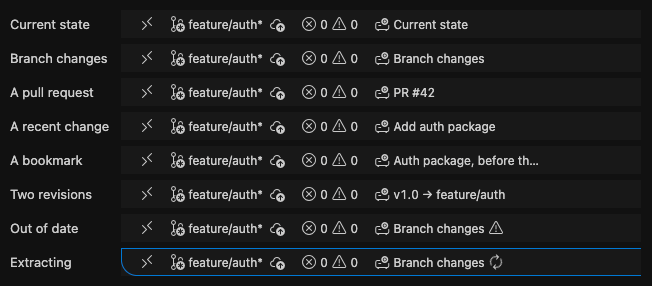 Current state feature/auth* 0 0 Current state
Branch changes feature/auth* 0 0 Branch changes
A pull request feature/auth* 0 0 PR #42
A recent change feature/auth* 0 0 Add auth package
A bookmark feature/auth* 0 0 Auth package, before th...
Two revisions feature/auth* 0 0 v1.0 → feature/auth
Out of date feature/auth* 0 0 Branch changes
Extracting feature/auth* 0 0 Branch changes